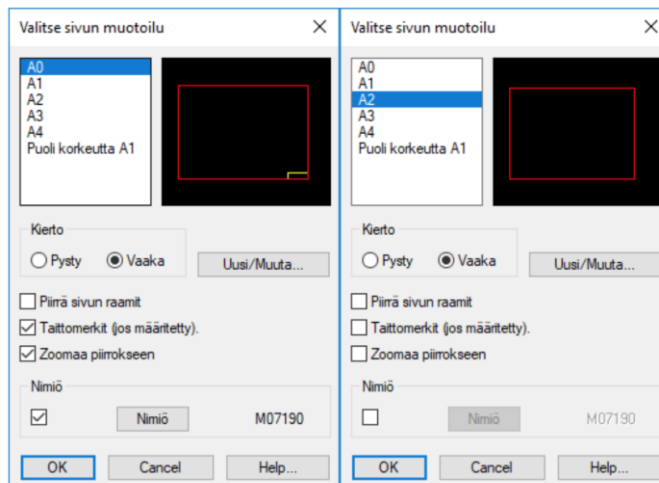 Valitse sivun muotoilu
A0
A1
A2
A3
A4
Puoli korkeutta A1
Kierto
Pysty
Vaaka
Uusi/Muuta...
Piirrä sivun raamit
Taittomerkit (jos määritetty).
Zoomaa piirrokseen
Nimiö
Nimiö
M07190
OK
Cancel
Help...
Valitse sivun muotoilu
A0
A1
A2
A3
A4
Puoli korkeutta A1
Kierto
Pysty
Vaaka
Uusi/Muuta...
Piirrä sivun raamit
Taittomerkit (jos määritetty).
Zoomaa piirrokseen
Nimiö
Nimiö
M07190
OK
Cancel
Help...